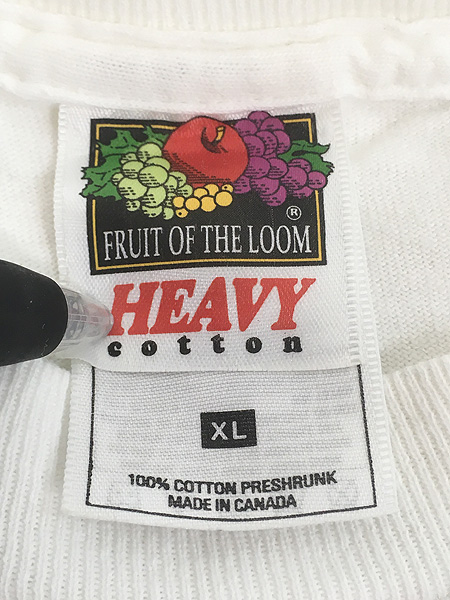 ®
FRUIT OF THE LOOM
HEAVY
cotton
XL
100% COTTON PRESHRUNK
MADE IN CANADA